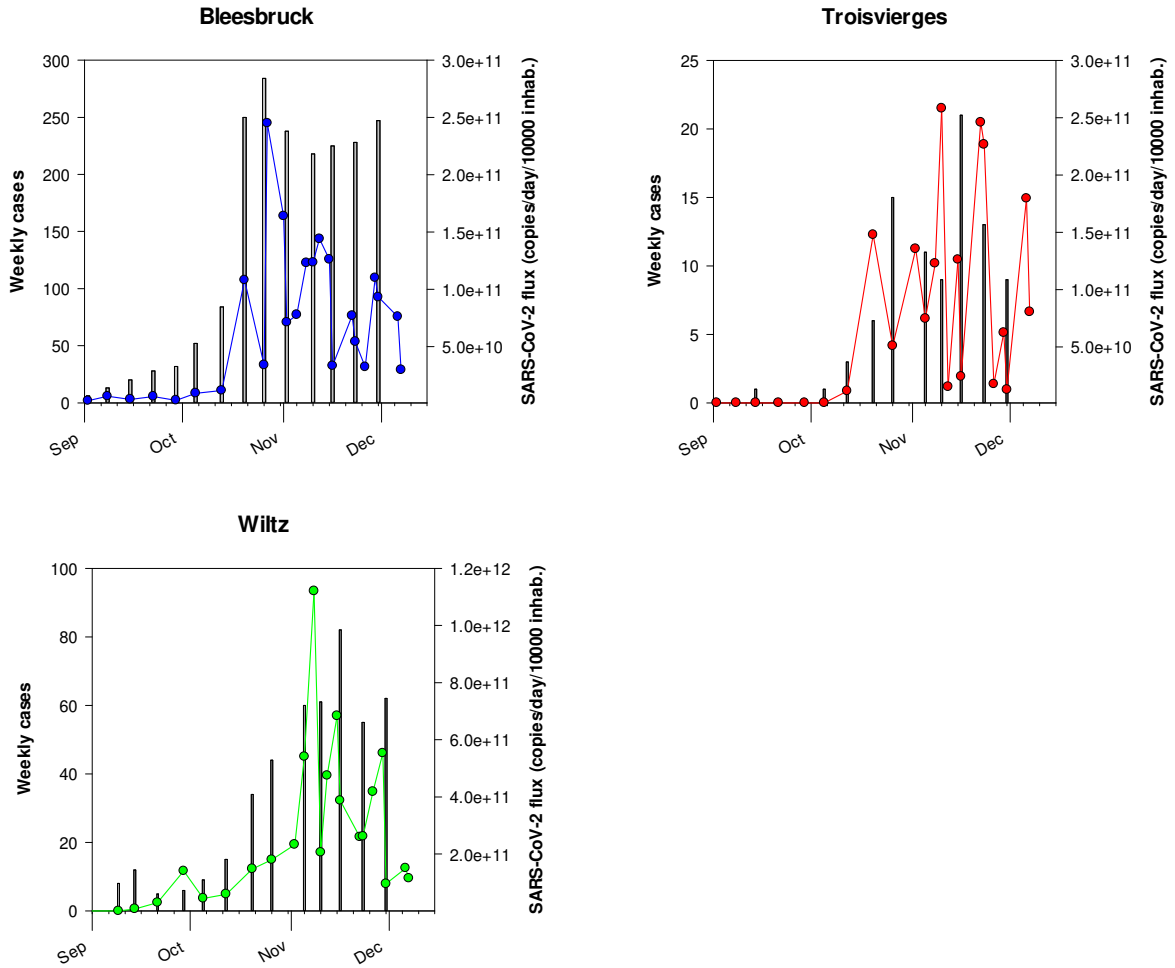 Bleesbruck
Weekly cases
300
250
200
150
100
50
0
3.0e+11
2.5e+11
2.0e+11
1.5e+11
1.0e+11
5.0e+10
SARS-CoV-2 flux (copies/day/10000 inhab.)
Sep
Oct
Nov
Dec
Troisvierges
Weekly cases
25
20
15
10
5
0
3.0e+11
2.5e+11
2.0e+11
1.5e+11
1.0e+11
5.0e+10
SARS-CoV-2 flux (copies/day/10000 inhab.)
Sep
Oct
Nov
Dec
Wiltz
Weekly cases
100
80
60
40
20
0
1.2e+12
1.0e+12
8.0e+11
6.0e+11
4.0e+11
2.0e+11
SARS-CoV-2 flux (copies/day/10000 inhab.)
Sep
Oct
Nov
Dec